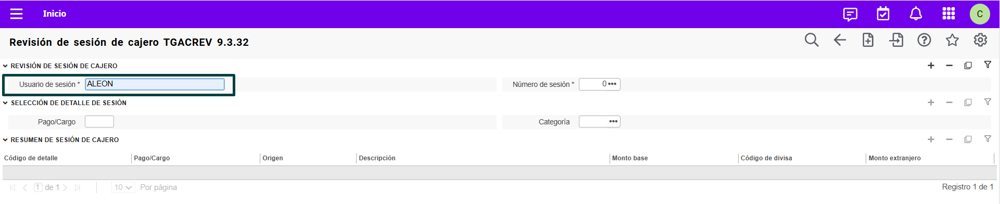 Inicio
C
Revisión de sesión de cajero TGACREV 9.3.32
REVISIÓN DE SESIÓN DE CAJERO
Usuario de sesión * ALEON Número de sesión * 0
SELECCIÓN DE DETALLE DE SESIÓN
Pago/Cargo Categoría
RESUMEN DE SESIÓN DE CAJERO
Código de detalle Pago/Cargo Origen Descripción Monto base Código de divisa Monto extranjero
1 de 1 10 Por página Registro 1 de 1